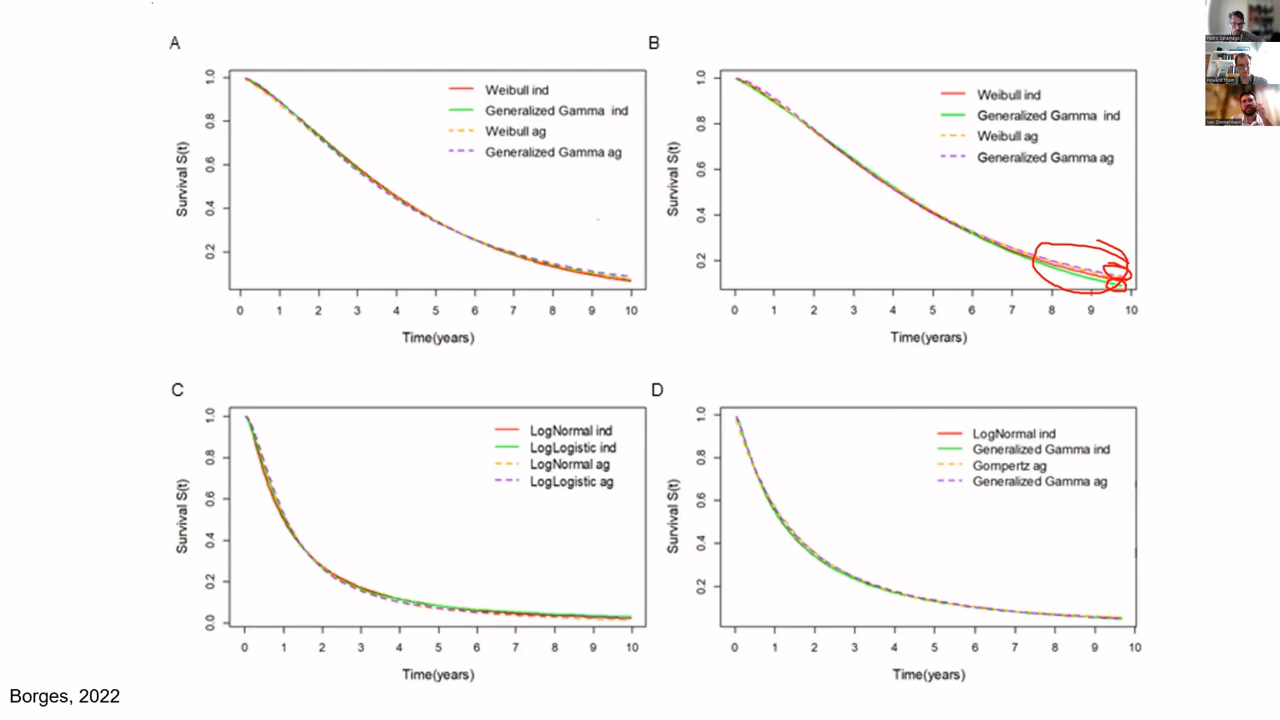 A
1.0
0.8
0.6
0.4
0.2
Survival S(t)
Weibull ind
Generalized Gamma ind
Weibull ag
Generalized Gamma ag
0 1 2 3 4 5 6 7 8 9 10
Time(years)
B
1.0
0.8
0.6
0.4
0.2
Survival S(t)
Weibull ind
Generalized Gamma ind
Weibull ag
Generalized Gamma ag
0 1 2 3 4 5 6 7 8 9 10
Time(yerars)
C
1.0
0.8
0.6
0.4
0.2
0.0
Survival S(t)
LogNormal ind
LogLogistic ind
LogNormal ag
LogLogistic ag
0 1 2 3 4 5 6 7 8 9 10
Time(years)
D
1.0
0.8
0.6
0.4
0.2
Survival S(t)
LogNormal ind
Generalized Gamma ind
Gompertz ag
Generalized Gamma ag
0 1 2 3 4 5 6 7 8 9 10
Time(years)
Borges, 2022
Howard Thom